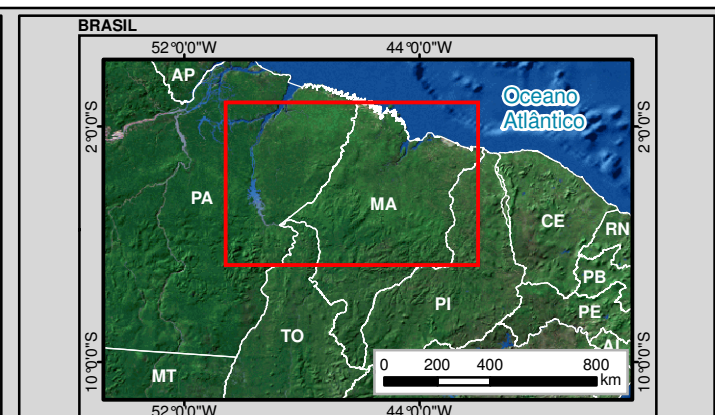 BRASIL
52°0'0"W 44°0'0"W
AP
Oceano
Atlântico
2°0'0"S 2°0'0"S
PA
MA
CE
RN
PB
PI
PE
TO
AL
MT
0 200 400 800
km
10°0'0"S 10°0'0"S
52°0'0"W 44°0'0"W